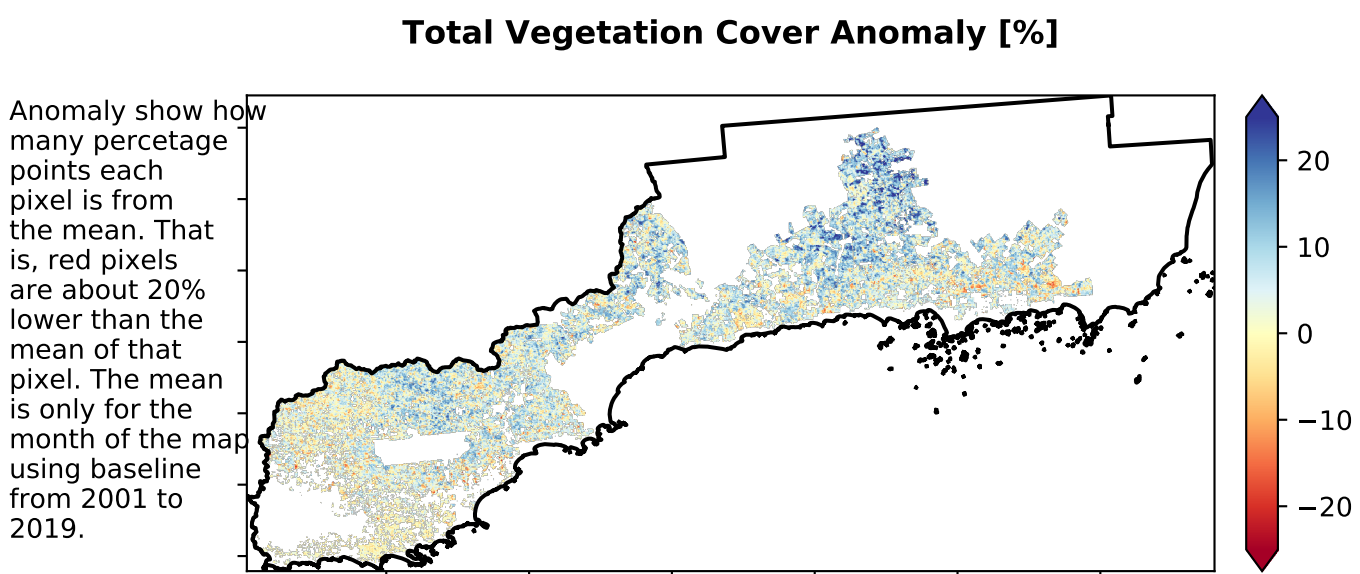 Total Vegetation Cover Anomaly [%]
Anomaly show how
many percetage
points each
pixel is from
the mean. That
is, red pixels
are about 20%
lower than the
mean of that
pixel. The mean
is only for the
month of the map
using baseline
from 2001 to
2019.
20
10
0
−10
−20